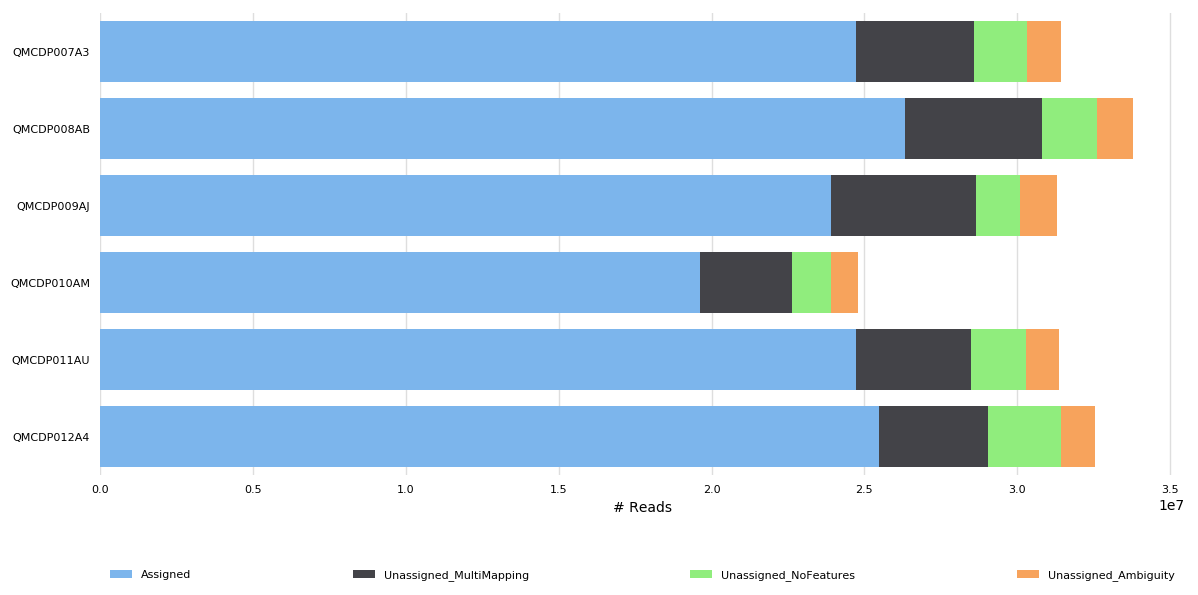 QMCDP007A3
QMCDP008AB
QMCDP009AJ
QMCDP010AM
QMCDP011AU
QMCDP012A4
0.0 0.5 1.0 1.5 2.0 2.5 3.0 3.5
1e7
# Reads
Assigned Unassigned_MultiMapping Unassigned_NoFeatures Unassigned_Ambiguity